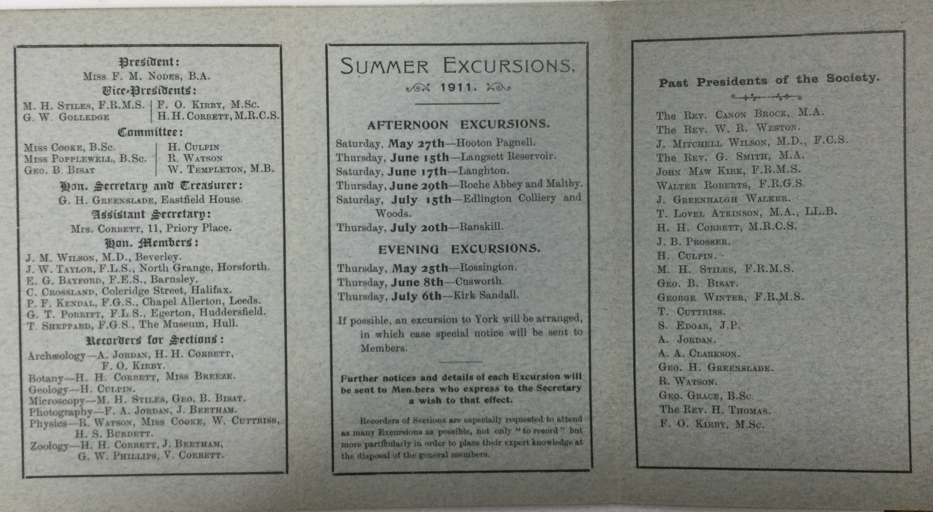 President:
Miss F. M. Nodes, B.A.
Vice-Presidents:
M. H. Stiles, F.R.M.S. F. O. Kirby, M.Sc.
G. W. Golledge H. H. Corbett, M.R.C.S.
Committee:
Miss Cooke, B.Sc. H. Culpin
Miss Popplewell, B.Sc. R. Watson
Geo. B. Bisat W. Templeton, M.B.
Hon. Secretary and Treasurer:
G. H. Greenslade, Eastfield House.
Assistant Secretary:
Mrs. Corbett, 11, Priory Place.
Hon. Members:
J. M. Wilson, M.D., Beverley.
J. W. Taylor, F.L.S., North Grange, Horsforth.
E. G. Bayford, F.E.S., Barnsley.
C. Crossland, Coleridge Street, Halifax.
P. F. Kendal, F.G.S., Chapel Allerton, Leeds.
G. T. Porritt, F.L.S., Egerton, Huddersfield.
T. Sheppard, F.G.S., The Museum, Hull.
Recorders for Sections:
Archæology—A. Jordan, H. H. Corbett,
F. O. Kirby.
Botany—H. H. Corbett, Miss Breeze.
Geology—H. Culpin.
Microscopy—M. H. Stiles, Geo. B. Bisat.
Photography—F. A. Jordan, J. Beetham.
Physics—R. Watson, Miss Cooke, W. Cuttriss,
H. S. Burdett.
Zoology—H. H. Corbett, J. Beetham,
G. W. Phillips, V. Corbett.
Summer Excursions.
1911.
AFTERNOON EXCURSIONS.
Saturday, May 27th—Hooton Pagnell.
Thursday, June 15th—Langsett Reservoir.
Saturday, June 17th—Laughton.
Thursday, June 29th—Roche Abbey and Maltby.
Saturday, July 15th—Edlington Colliery and
Woods.
Thursday, July 20th—Ranskill.
EVENING EXCURSIONS.
Thursday, May 25th—Rossington.
Thursday, June 8th—Cusworth.
Thursday, July 6th—Kirk Sandall.
If possible, an excursion to York will be arranged,
in which case special notice will be sent to
Members.
Further notices and details of each Excursion will
be sent to Members who express to the Secretary
a wish to that effect.
Recorders of Sections are especially requested to attend
as many Excursions as possible, not only "to record" but
more particularly in order to place their expert knowledge at
the disposal of the general members.
Past Presidents of the Society.
The Rev. Canon Brock, M.A.
The Rev. W. R. Weston.
J. Mitchell Wilson, M.D., F.C.S.
The Rev. G. Smith, M.A.
John Maw Kirk, F.R.M.S.
Walter Roberts, F.R.G.S.
J. Greenhalgh Walker.
T. Lovel Atkinson, M.A., LL.B.
H. H. Corbett, M.R.C.S.
J. B. Prosser.
H. Culpin.
M. H. Stiles, F.R.M.S.
Geo. B. Bisat.
George Winter, F.R.M.S.
T. Cuttriss.
S. Edgar, J.P.
A. Jordan.
A. A. Clarkson.
Geo. H. Greenslade.
R. Watson.
Geo. Grace, B.Sc.
The Rev. H. Thomas.
F. O. Kirby, M.Sc.